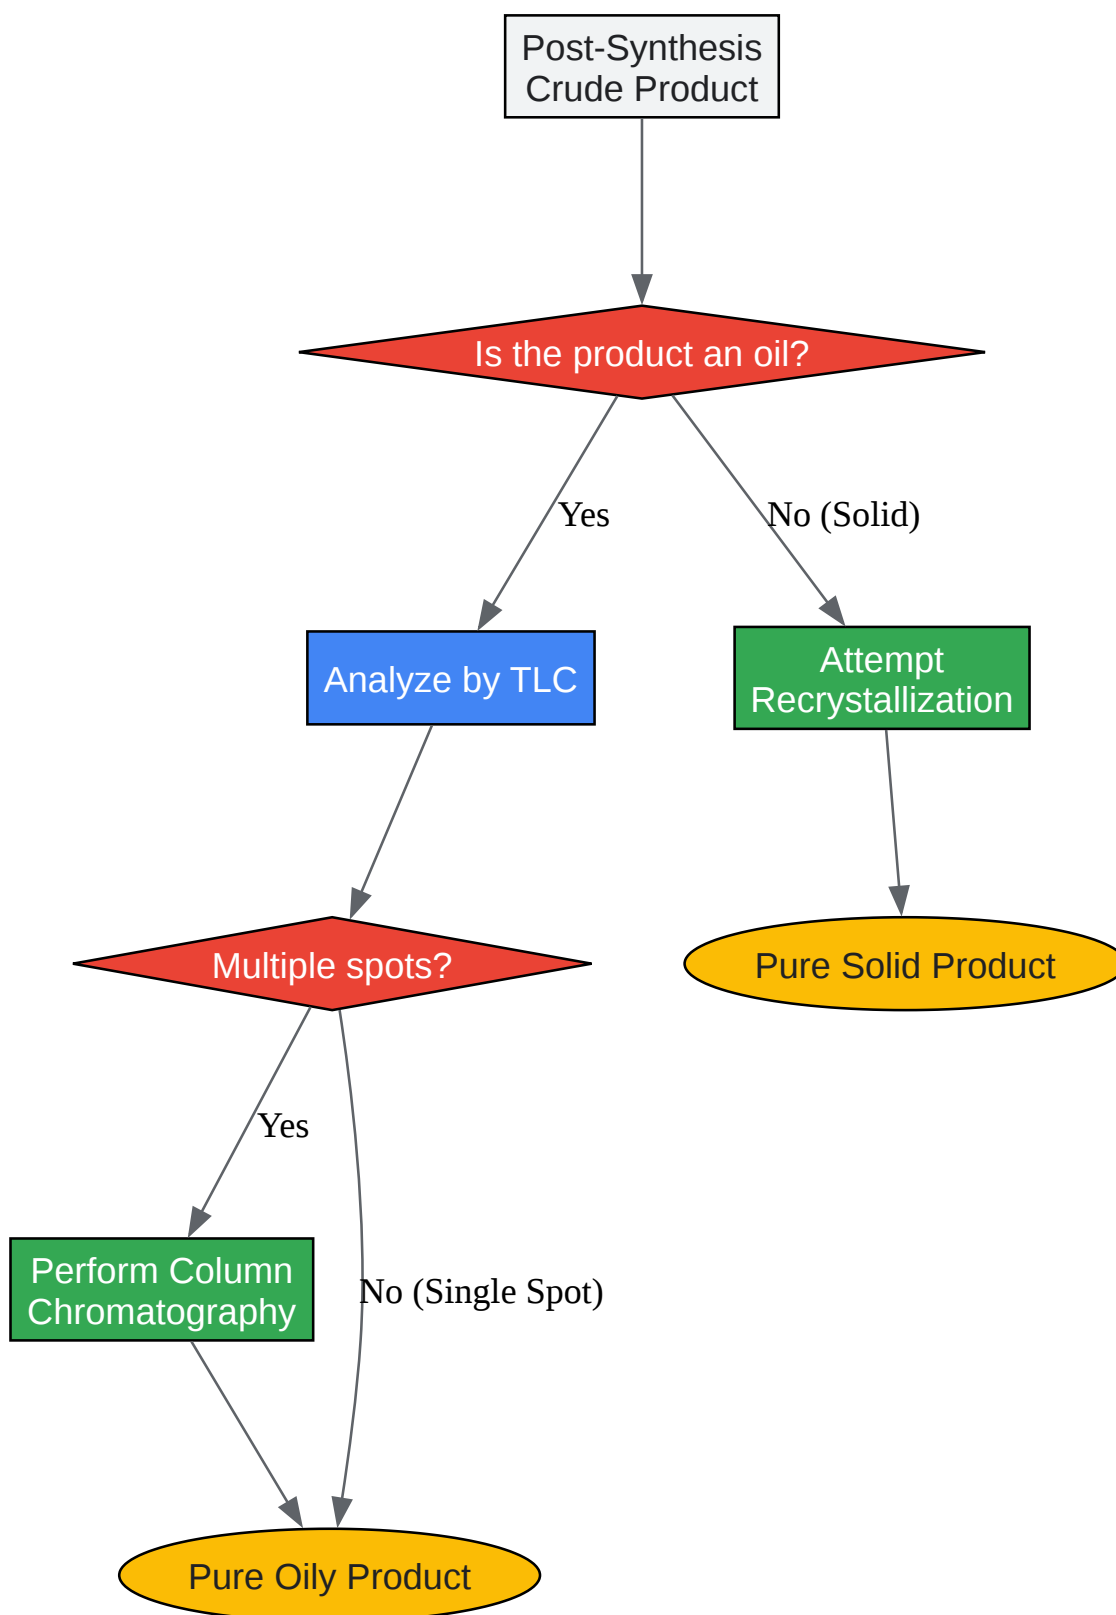 Post-Synthesis
Crude Product
Is the product an oil?
Yes
No (Solid)
Analyze by TLC
Attempt
Recrystallization
Multiple spots?
Pure Solid Product
Yes
Perform Column
Chromatography
No (Single Spot)
Pure Oily Product